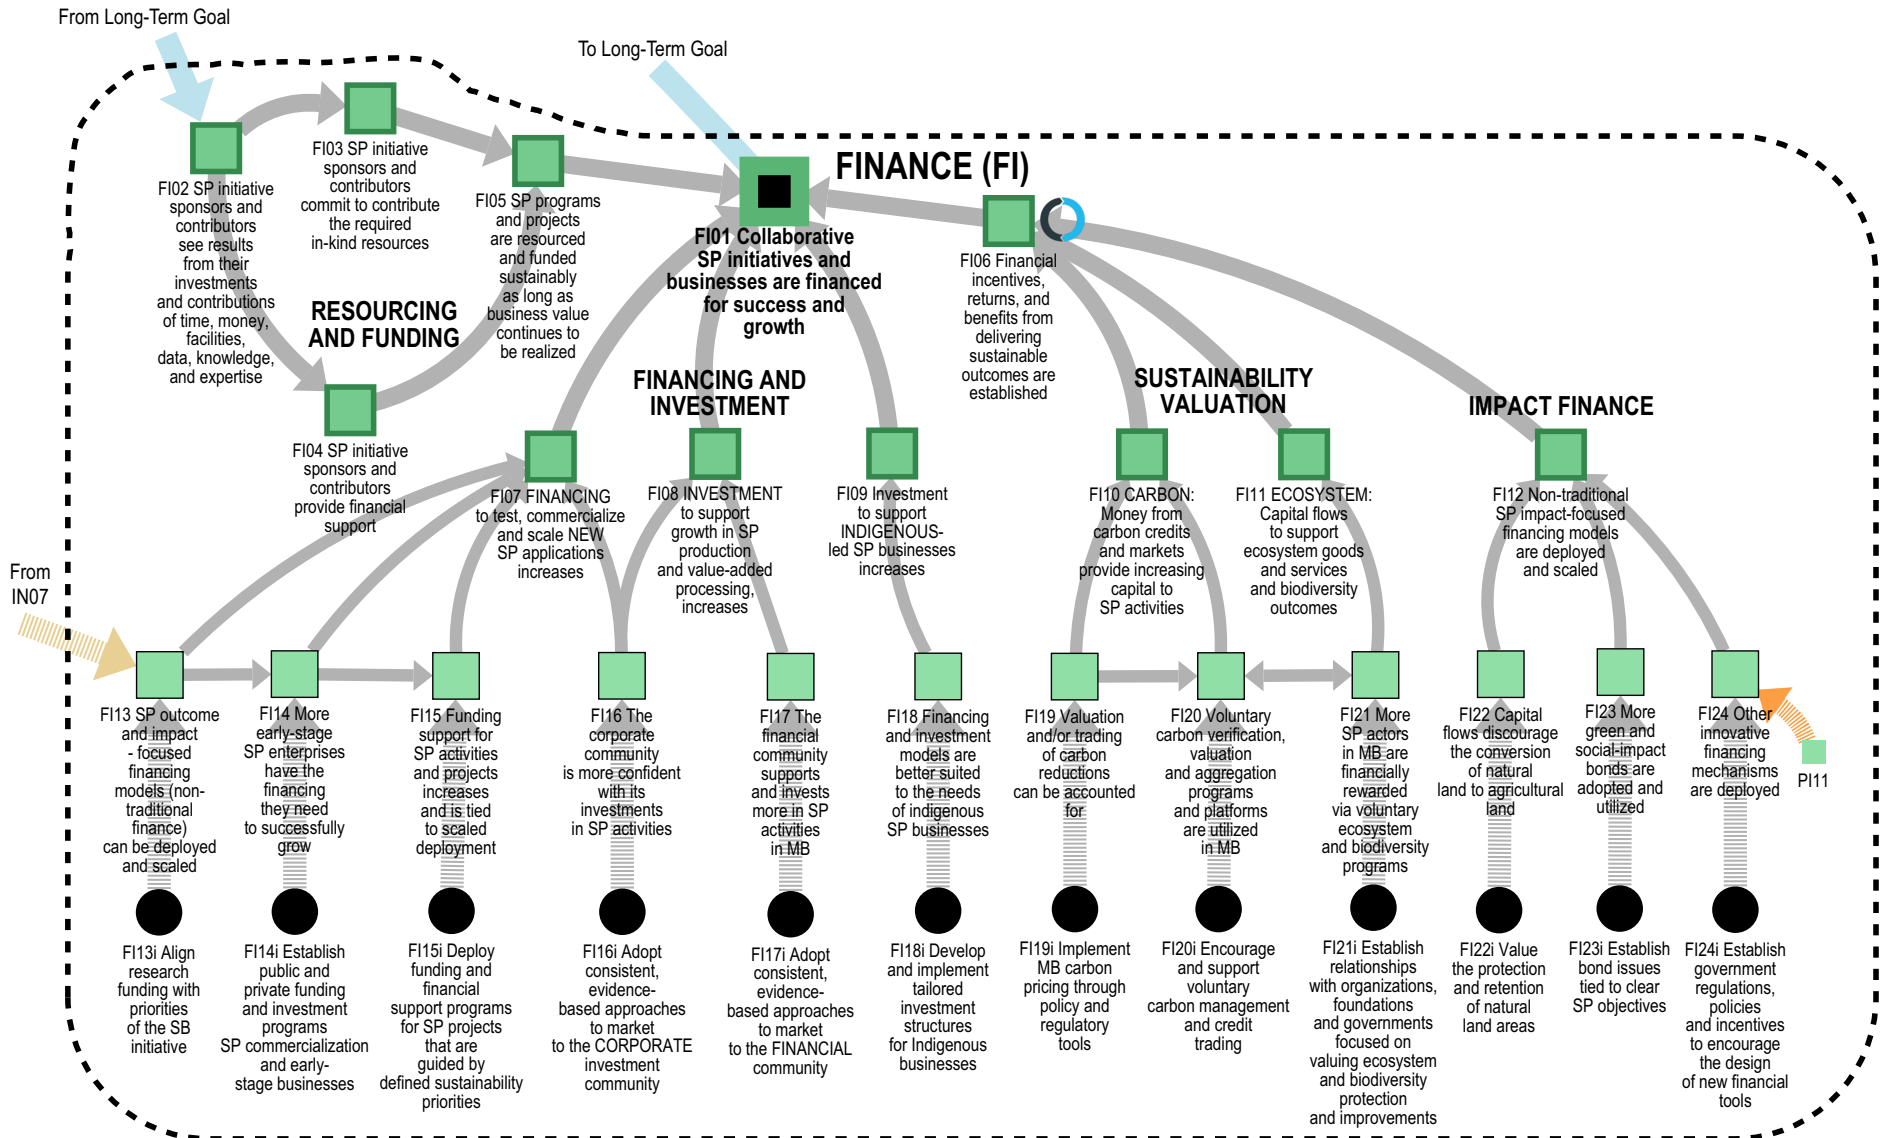 From Long-Term Goal
To Long-Term Goal
FINANCE (FI)
FI02 SP initiative
sponsors and
contributors
see results
from their
investments
and contributions
of time, money,
facilities,
data, knowledge,
and expertise
FI03 SP initiative
sponsors and
contributors
commit to contribute
the required
in-kind resources
FI05 SP programs
and projects
are resourced
and funded
sustainably
as long as
business value
continues to
be realized
RESOURCING
AND FUNDING
FI01 Collaborative
SP initiatives and
businesses are financed
for success and
growth
FI06 Financial
incentives,
returns, and
benefits from
delivering
sustainable
outcomes are
established
FI04 SP initiative
sponsors and
contributors
provide financial
support
FINANCING AND
INVESTMENT
SUSTAINABILITY
VALUATION
IMPACT FINANCE
FI07 FINANCING
to test, commercialize
and scale NEW
SP applications
increases
FI08 INVESTMENT
to support
growth in SP
production
and value-added
processing,
increases
FI09 Investment
to support
INDIGENOUS-
led SP businesses
increases
FI10 CARBON:
Money from
carbon credits
and markets
provide increasing
capital to
SP activities
FI11 ECOSYSTEM:
Capital flows
to support
ecosystem goods
and services
and biodiversity
outcomes
FI12 Non-traditional
SP impact-focused
financing models
are deployed
and scaled
From
IN07
FI13 SP outcome
and impact
- focused
financing
models (non-
traditional
finance)
can be deployed
and scaled
FI14 More
early-stage
SP enterprises
have the
financing
they need
to successfully
grow
FI15 Funding
support for
SP activities
and projects
increases
and is tied
to scaled
deployment
FI16 The
corporate
community
is more confident
with its
investments
in SP activities
FI17 The
financial
community
supports
and invests
more in SP
activities
in MB
FI18 Financing
and investment
models are
better suited
to the needs
of indigenous
SP businesses
FI19 Valuation
and/or trading
of carbon
reductions
can be accounted
for
FI20 Voluntary
carbon verification,
valuation
and aggregation
programs
and platforms
are utilized
in MB
FI21 More
SP actors
in MB are
financially
rewarded
via voluntary
ecosystem
and biodiversity
programs
FI22 Capital
flows discourage
the conversion
of natural
land to agricultural
land
FI23 More
green and
social-impact
bonds are
adopted and
utilized
FI24 Other
innovative
financing
mechanisms
are deployed
PI11
FI13i Align
research
funding with
priorities
of the SB
initiative
FI14i Establish
public and
private funding
and investment
programs
SP commercialization
and early-
stage businesses
FI15i Deploy
funding and
financial
support programs
for SP projects
that are
guided by
defined sustainability
priorities
FI16i Adopt
consistent,
evidence-
based approaches
to market
to the CORPORATE
investment
community
FI17i Adopt
consistent,
evidence-
based approaches
to market
to the FINANCIAL
community
FI18i Develop
and implement
tailored
investment
structures
for Indigenous
businesses
FI19i Implement
MB carbon
pricing through
policy and
regulatory
tools
FI20i Encourage
and support
voluntary
carbon management
and credit
trading
FI21i Establish
relationships
with organizations,
foundations
and governments
focused on
valuing ecosystem
and biodiversity
protection
and improvements
FI22i Value
the protection
and retention
of natural
land areas
FI23i Establish
bond issues
tied to clear
SP objectives
FI24i Establish
government
regulations,
policies
and incentives
to encourage
the design
of new financial
tools